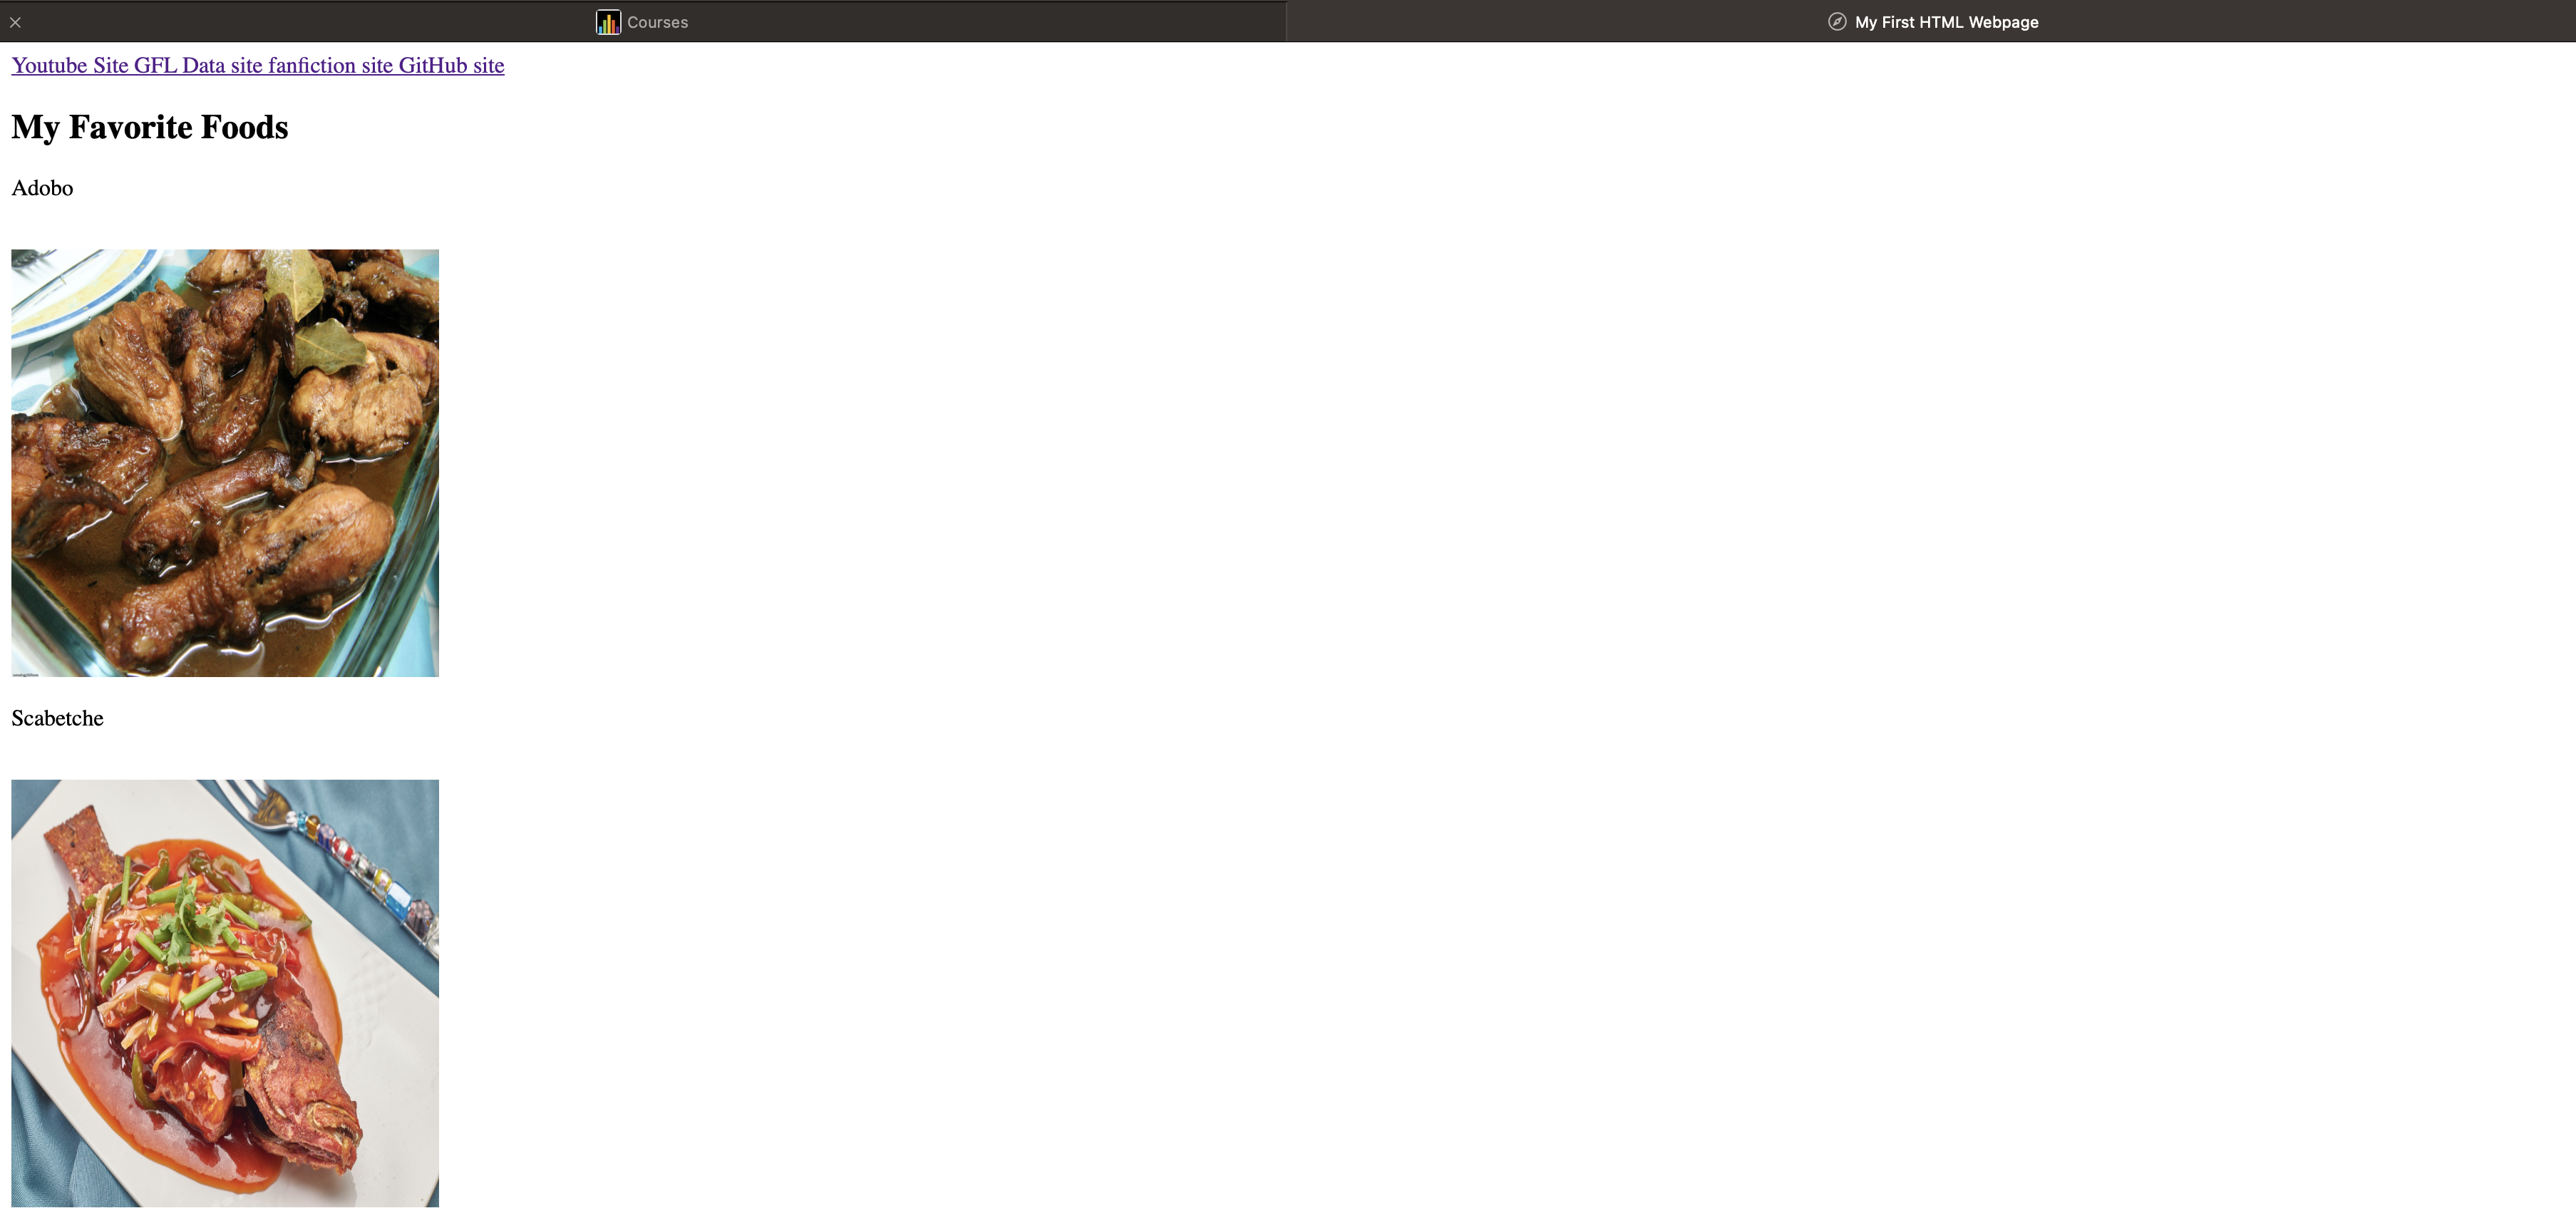 Courses
My First HTML Webpage
Youtube Site GFL Data site fanfiction site GitHub site
My Favorite Foods
Adobo
Scabetche